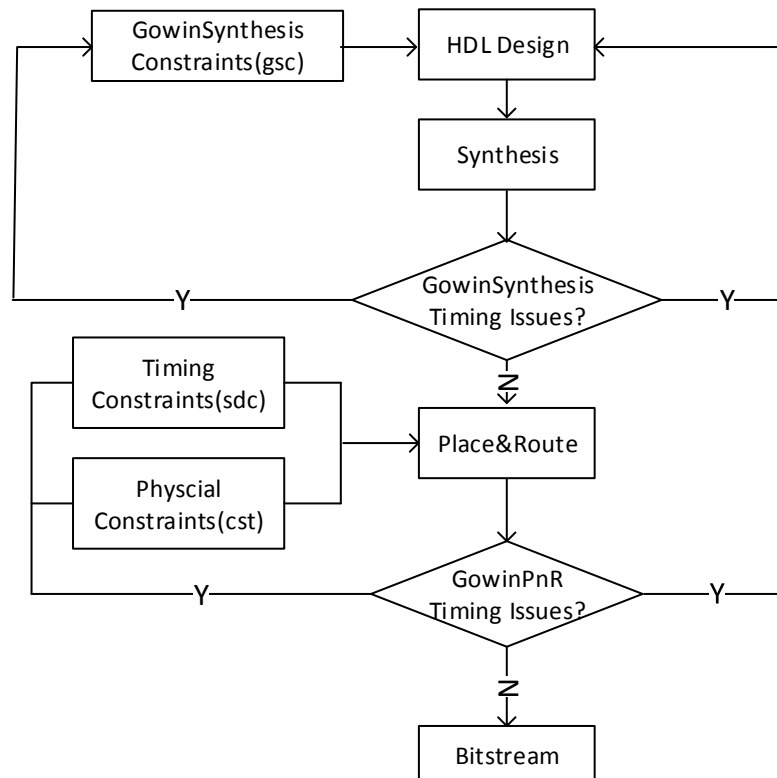 GowinSynthesis
Constraints(gsc)
HDL Design
Synthesis
GowinSynthesis
Timing Issues?
Y
Y
N
Timing
Constraints(sdc)
Place&Route
Physcial
Constraints(cst)
GowinPnR
Timing Issues?
Y
Y
N
Bitstream